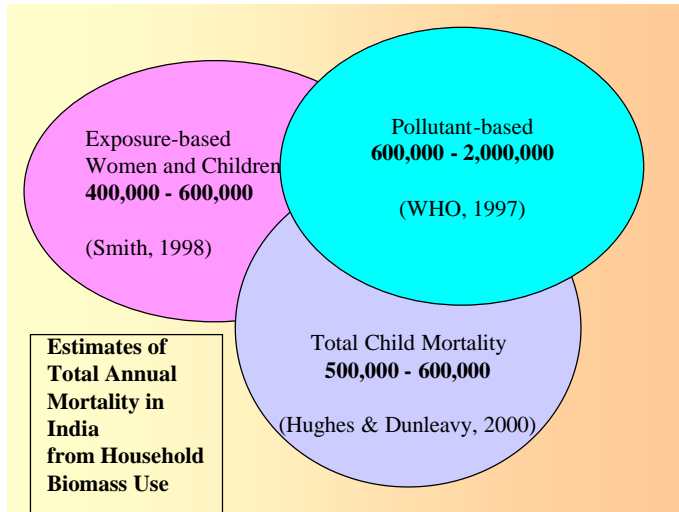 Exposure-based
Women and Children
400,000 - 600,000
(Smith, 1998)
Pollutant-based
600,000 - 2,000,000
(WHO, 1997)
Total Child Mortality
500,000 - 600,000
(Hughes & Dunleavy, 2000)
Estimates of
Total Annual
Mortality in
India
from Household
Biomass Use